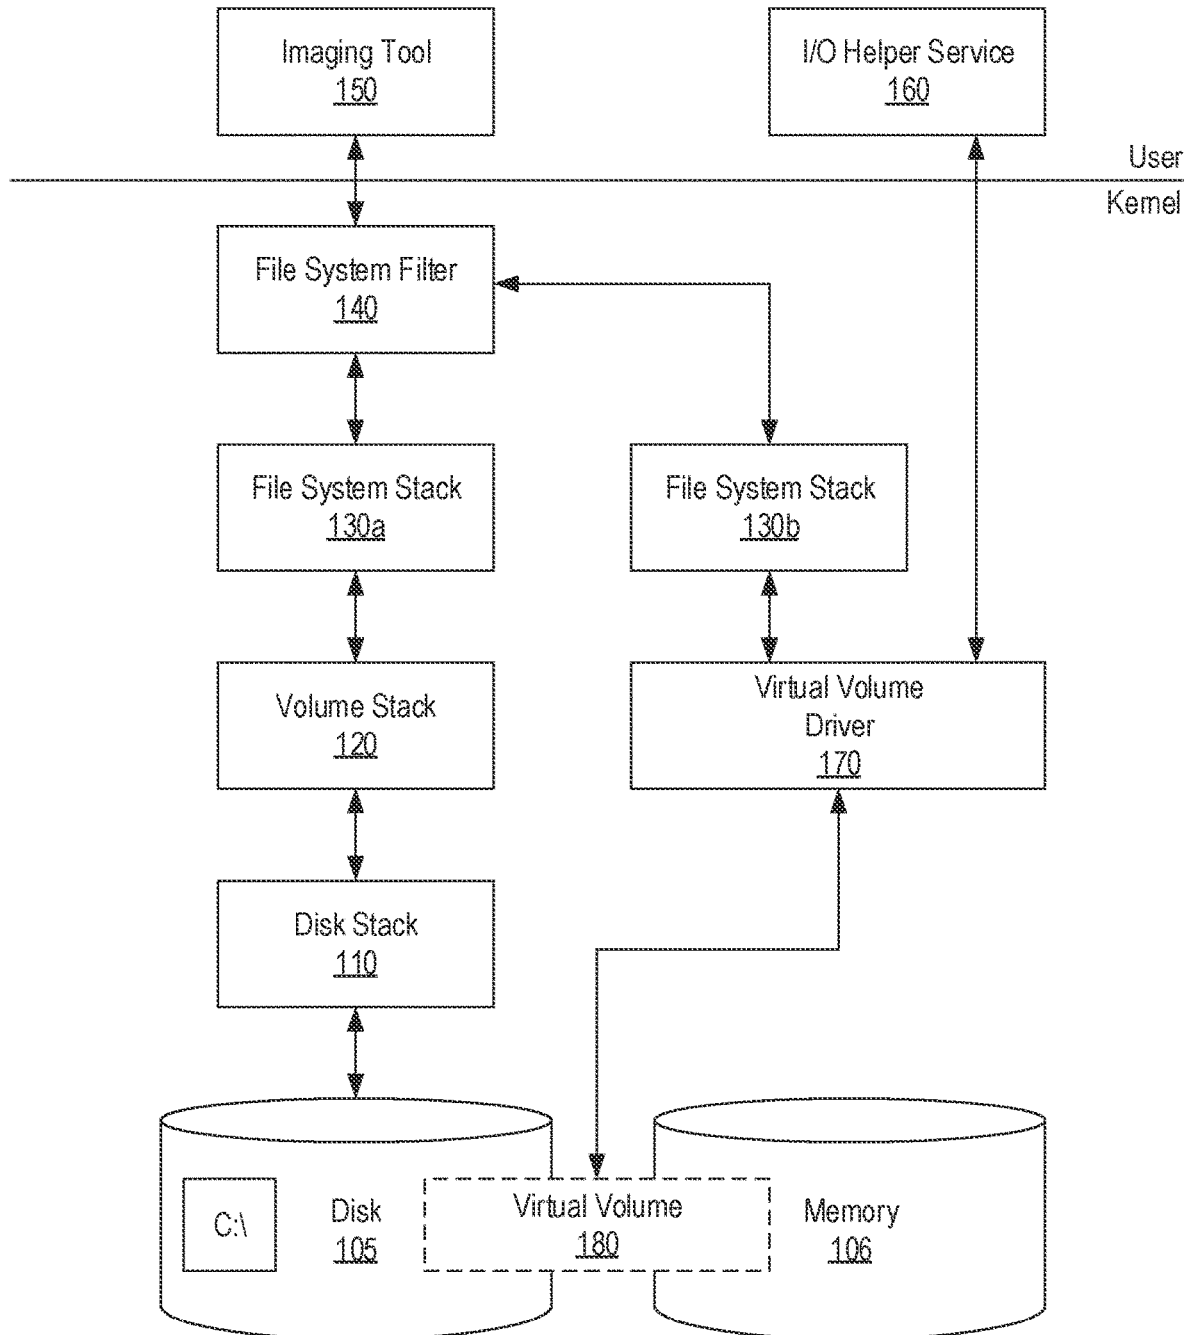 Imaging Tool
150
I/O Helper Service
160
User
Kernel
File System Filter
140
File System Stack
130a
File System Stack
130b
Volume Stack
120
Virtual Volume
Driver
170
Disk Stack
110
C:\
Disk
105
Virtual Volume
180
Memory
106